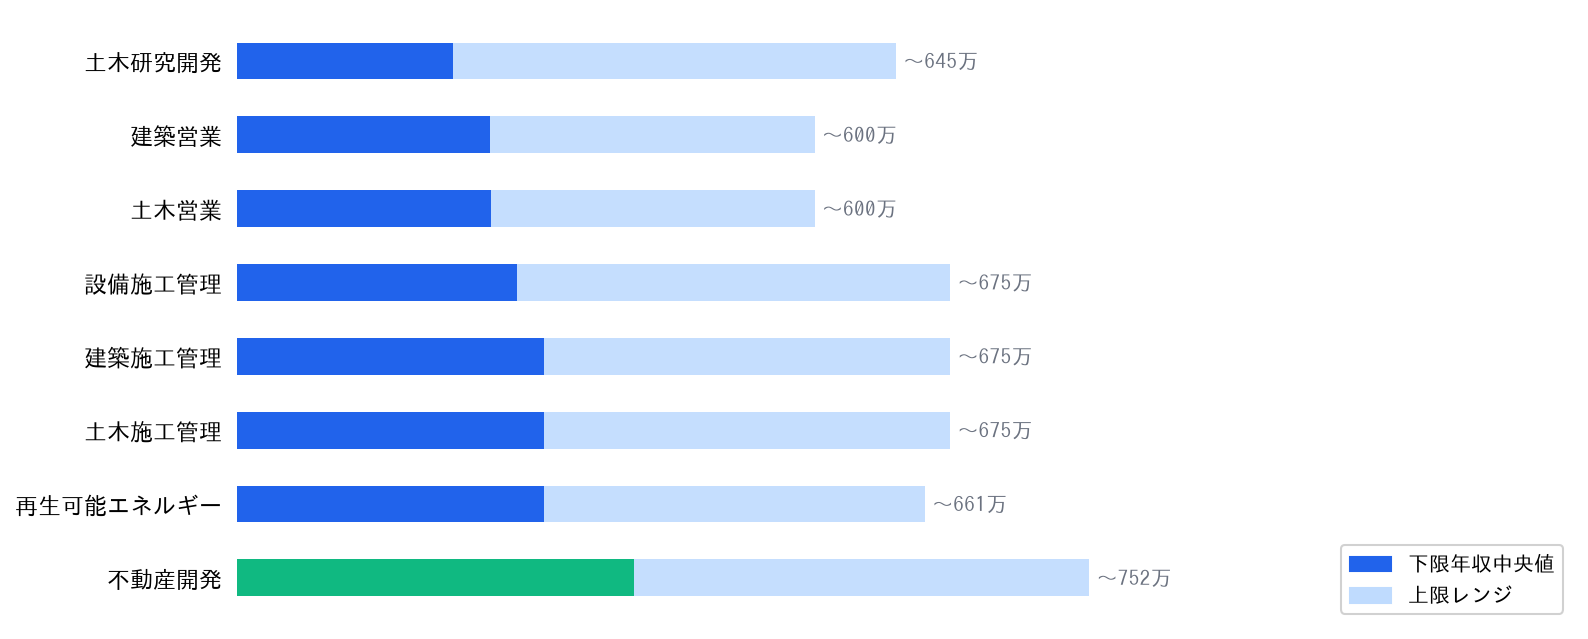 土木研究開発 ～645万
建築営業 ～600万
土木営業 ～600万
設備施工管理 ～675万
建築施工管理 ～675万
土木施工管理 ～675万
再生可能エネルギー ～661万
不動産開発 ～752万
下限年収中央値
上限レンジ